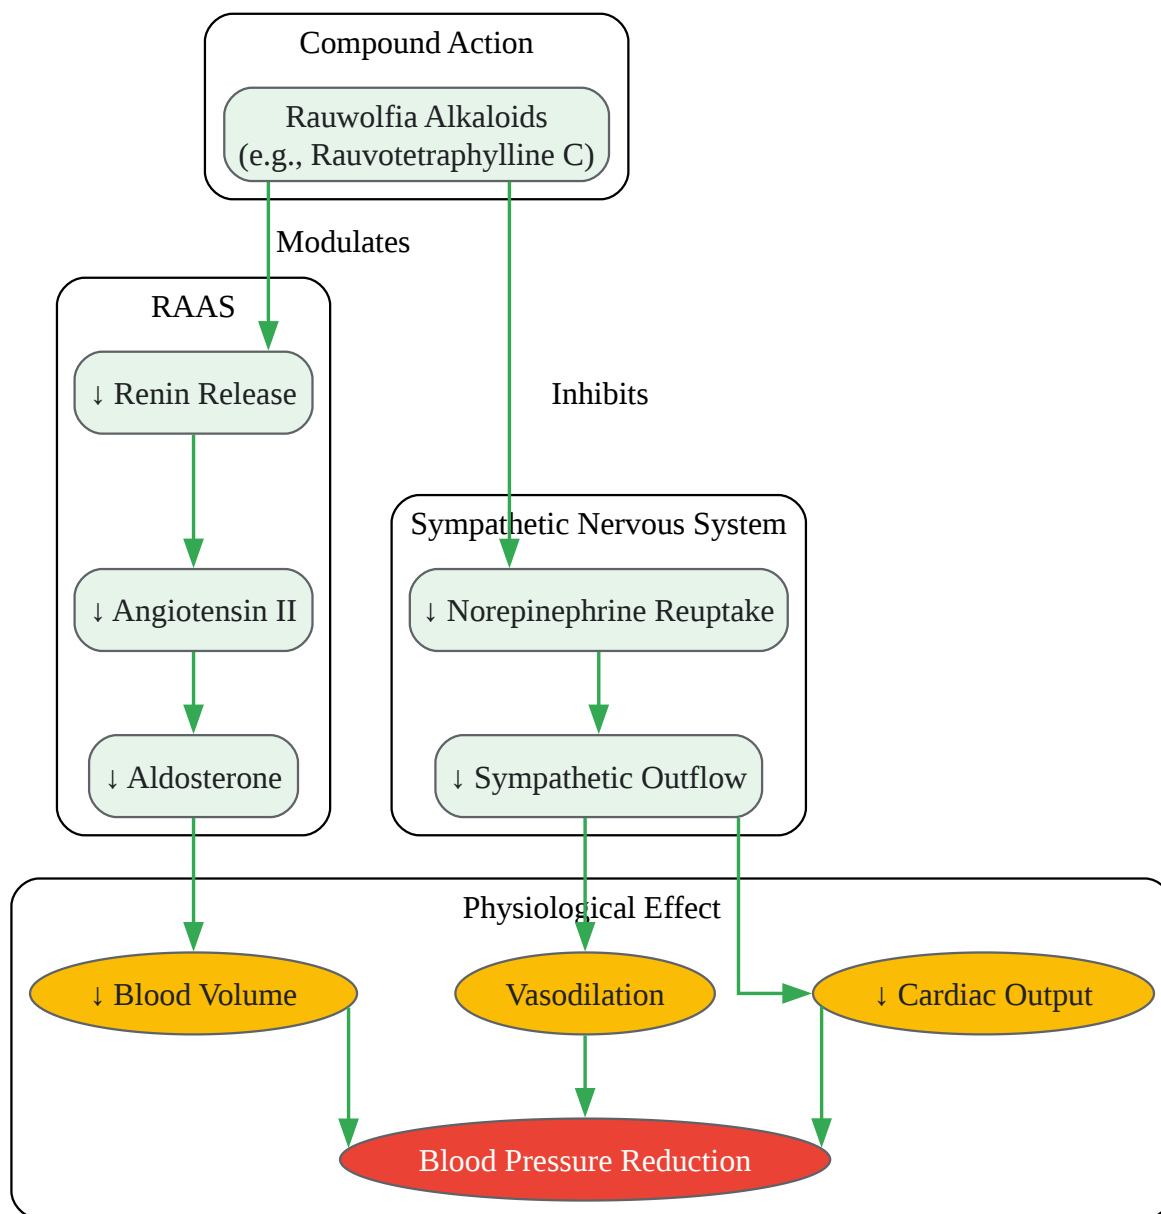 Compound Action
Rauwolfia Alkaloids
(e.g., Rauvotetraphylline C)
Modulates
RAAS
↓ Renin Release
Inhibits
Sympathetic Nervous System
↓ Angiotensin II
↓ Norepinephrine Reuptake
↓ Aldosterone
↓ Sympathetic Outflow
Physiological Effect
↓ Blood Volume
Vasodilation
↓ Cardiac Output
Blood Pressure Reduction